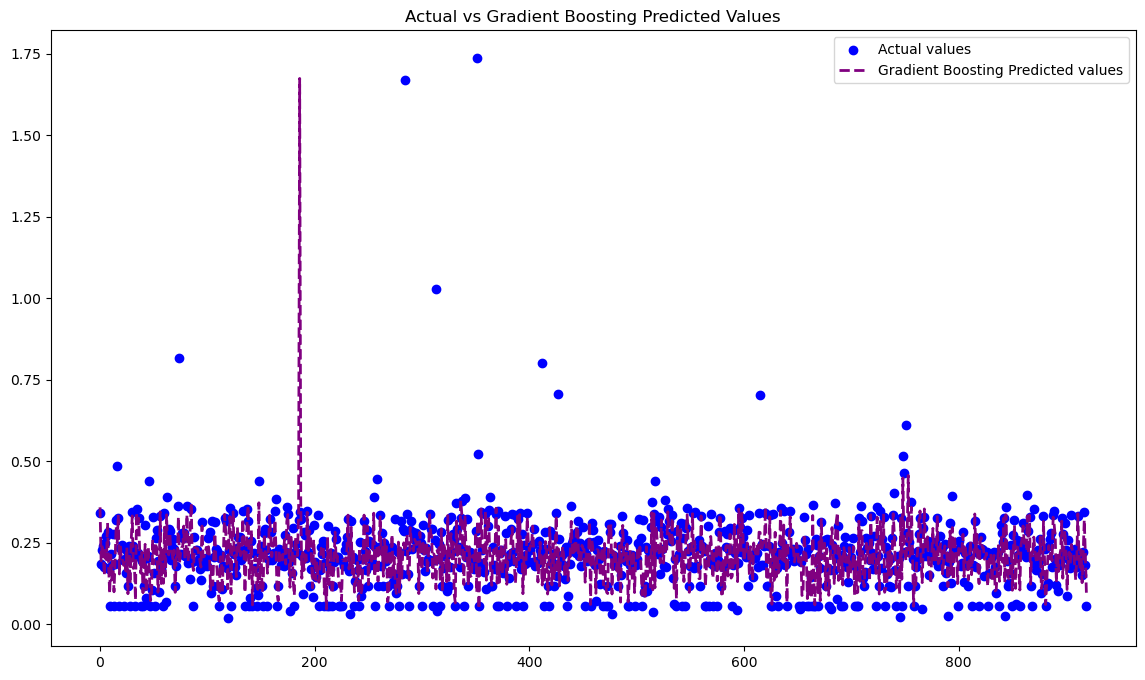 Actual vs Gradient Boosting Predicted Values
Actual values
Gradient Boosting Predicted values
1.75
1.50
1.25
1.00
0.75
0.50
0.25
0.00
0 200 400 600 800